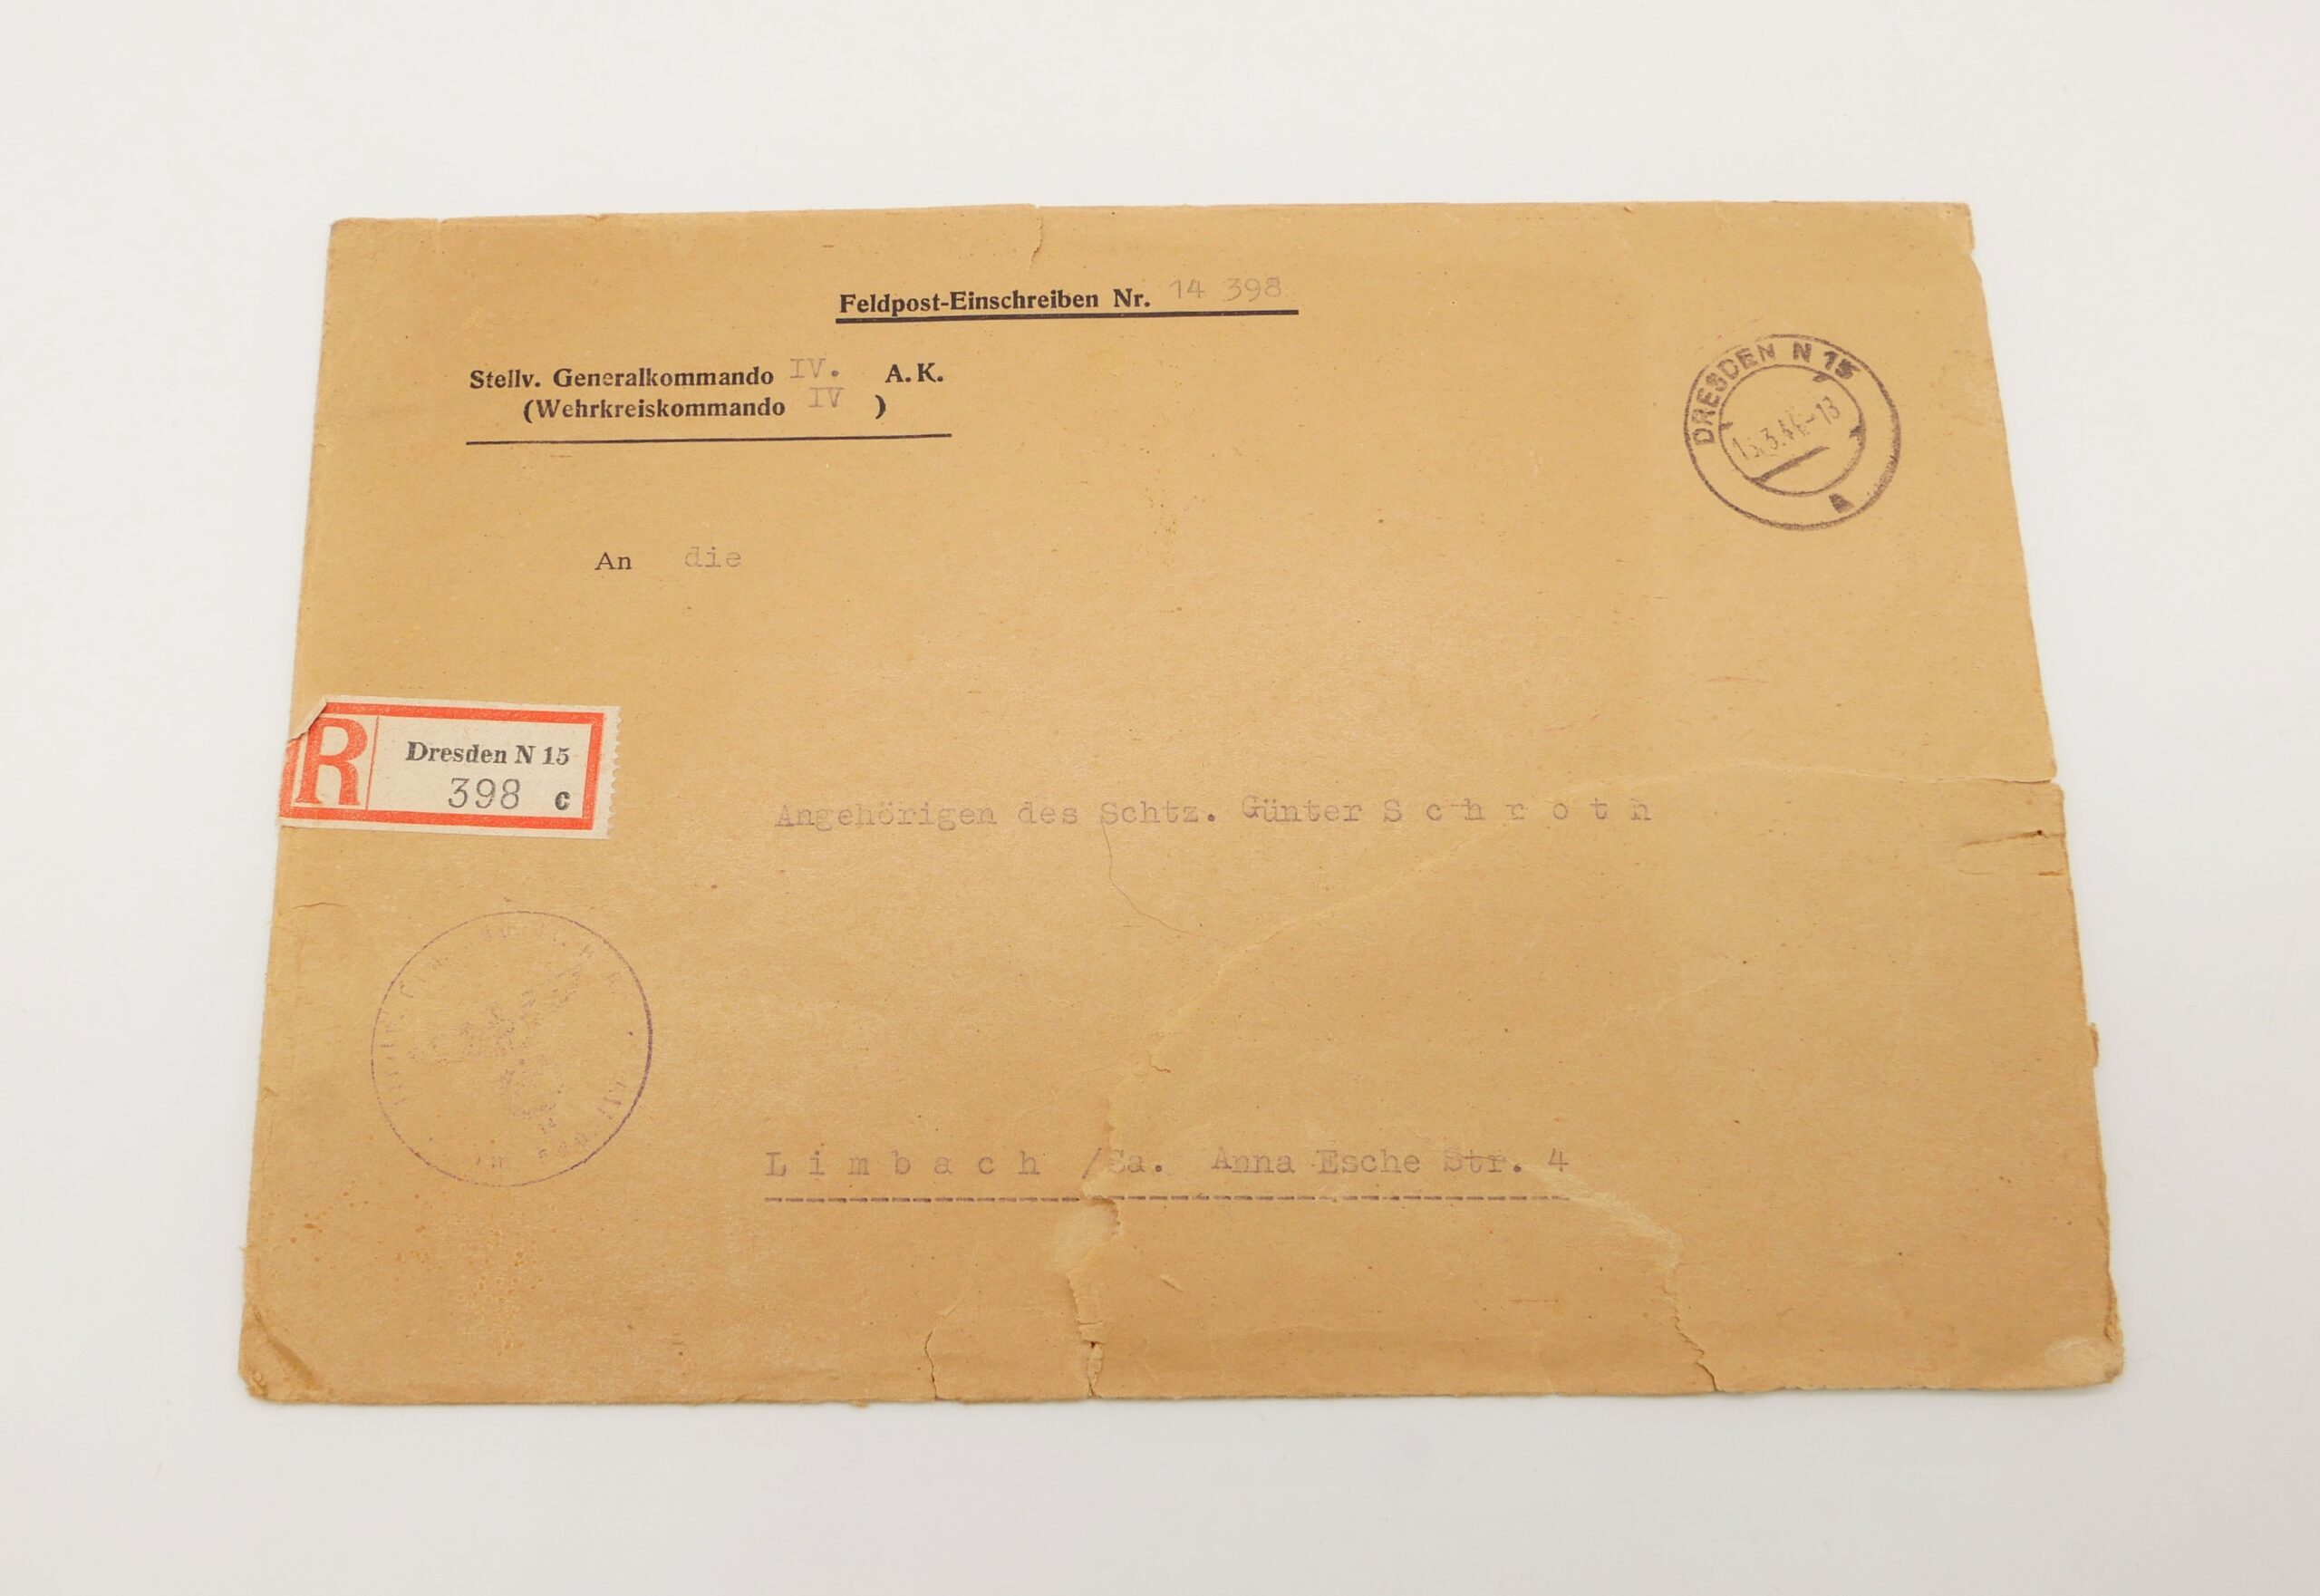 Feldpost-Einschreiben Nr. 14 398
Stellv. Generalkommando IV. A.K.
(Wehrkreiskommando IV )
DRESDEN N 15
A
An die
R Dresden N 15
398 c
Angehörigen des Schtz. Günter S c h r o t h
L i m b a c h /Sa. Anna Esche Str. 4